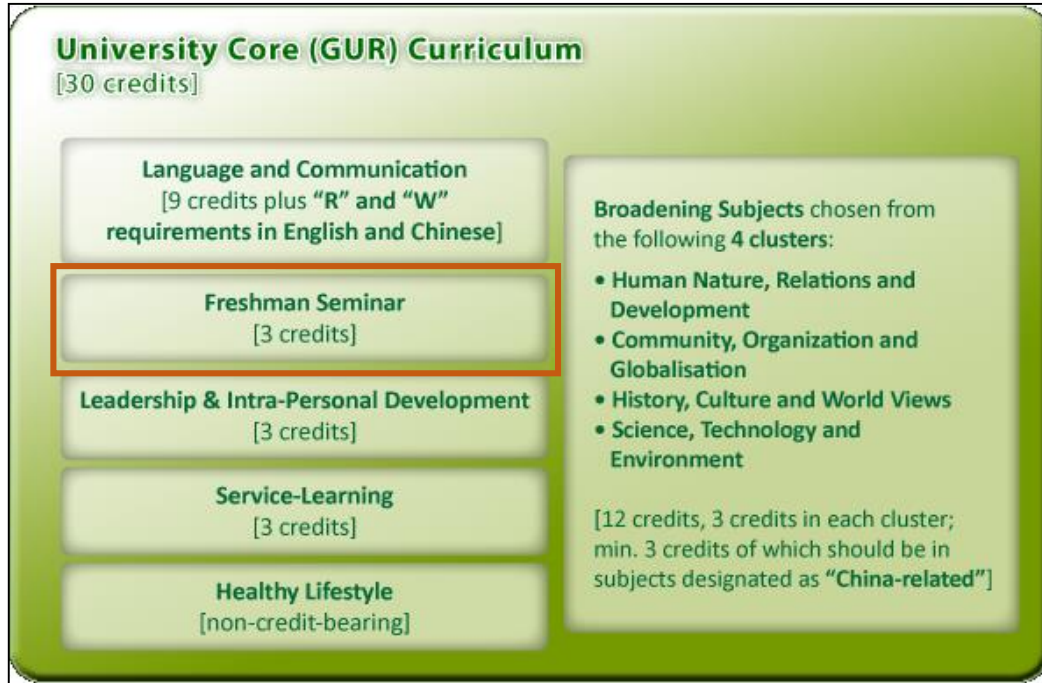 University Core (GUR) Curriculum
[30 credits]
Language and Communication
[9 credits plus “R” and “W”
requirements in English and Chinese]
Freshman Seminar
[3 credits]
Leadership & Intra-Personal Development
[3 credits]
Service-Learning
[3 credits]
Healthy Lifestyle
[non-credit-bearing]
Broadening Subjects chosen from
the following 4 clusters:
• Human Nature, Relations and
Development
• Community, Organization and
Globalisation
• History, Culture and World Views
• Science, Technology and
Environment
[12 credits, 3 credits in each cluster;
min. 3 credits of which should be in
subjects designated as “China-related”]